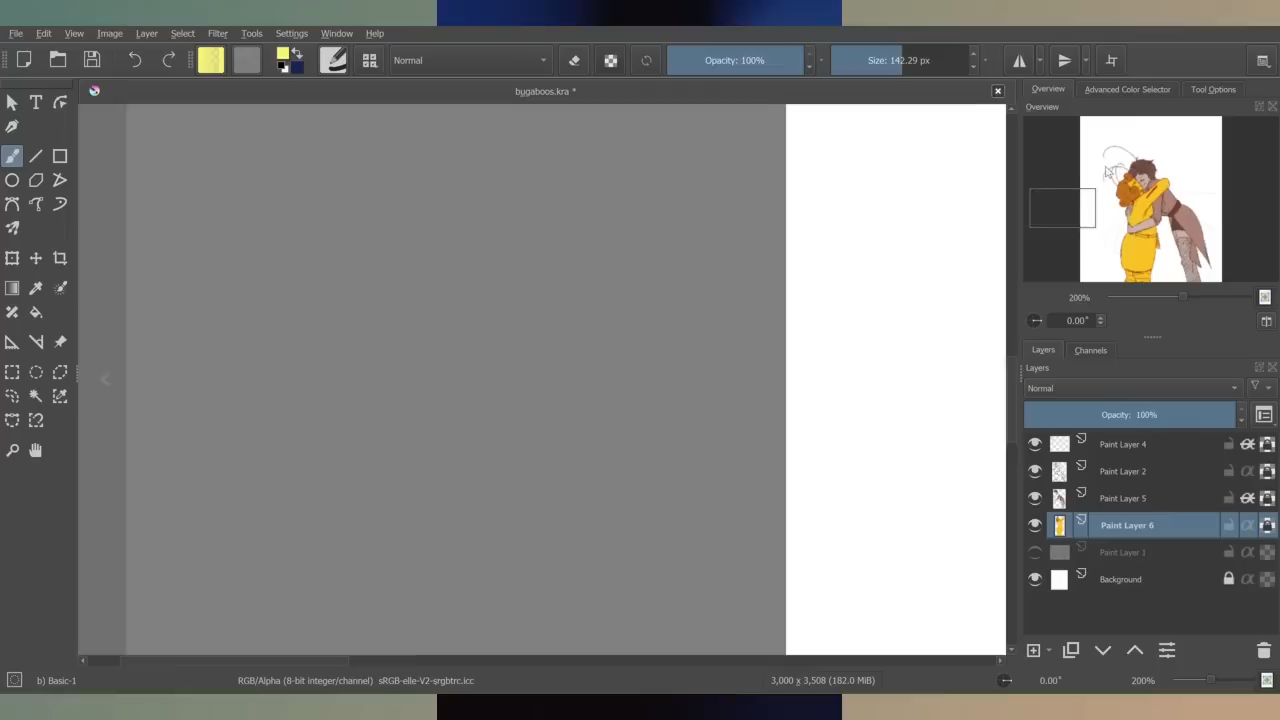 File Edit View Image Layer Select Filter Tools Settings Window Help
Normal Opacity: 100% Size: 142.29 px
bygaboos.kra *
Overview Advanced Color Selector Tool Options
Overview
200%
0.00°
Layers Channels
Layers
Normal
Opacity: 100%
Paint Layer 4
Paint Layer 2
Paint Layer 5
Paint Layer 6
Paint Layer 1
Background
b) Basic-1 RGB/Alpha (8-bit integer/channel) sRGB-elle-V2-srgbtrc.icc 3,000 x 3,508 (182.0 MiB) 0.00° 200%